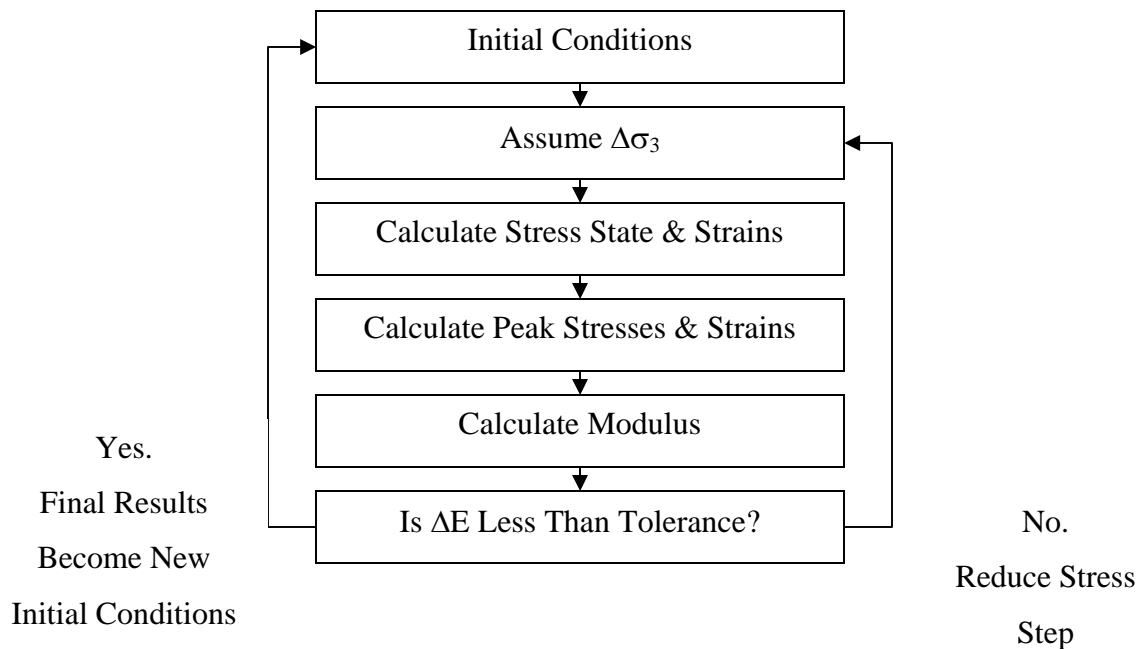 Initial Conditions
Assume Δσ₃
Calculate Stress State & Strains
Calculate Peak Stresses & Strains
Calculate Modulus
Is ΔE Less Than Tolerance?
Yes.
Final Results
Become New
Initial Conditions
No.
Reduce Stress
Step